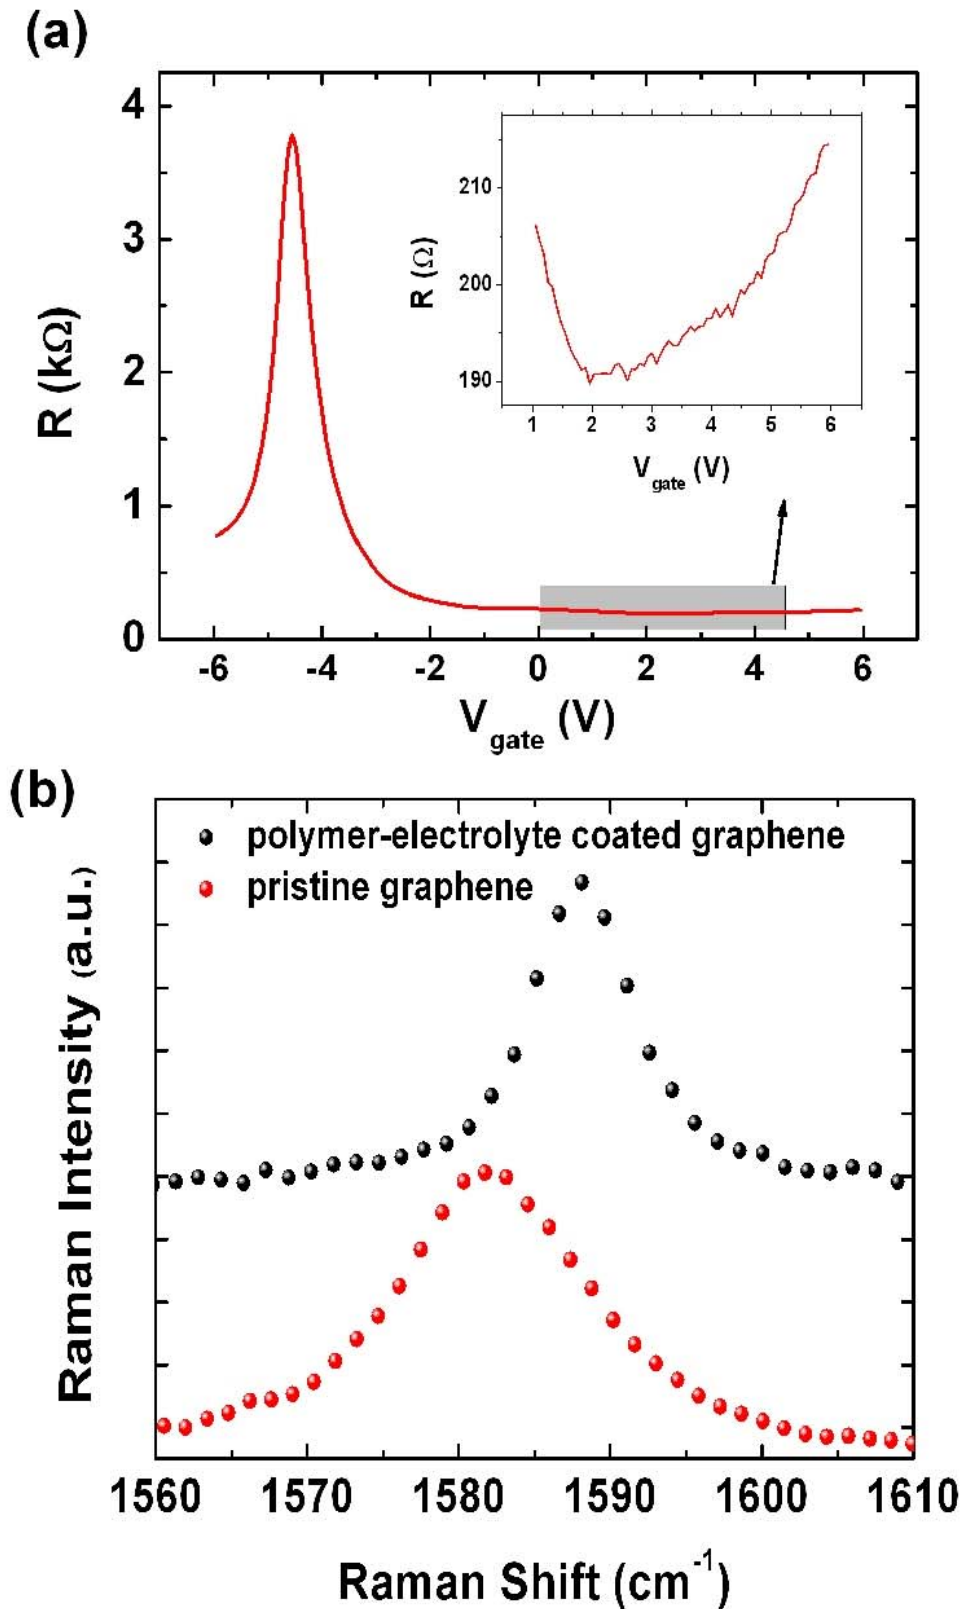 (a)
4
3
2
1
0
R (kΩ)
-6 -4 -2 0 2 4 6
V_gate (V)
210
200
190
R (Ω)
1 2 3 4 5 6
V_gate (V)
(b)
polymer-electrolyte coated graphene
pristine graphene
Raman Intensity (a.u.)
1560 1570 1580 1590 1600 1610
Raman Shift (cm⁻¹)